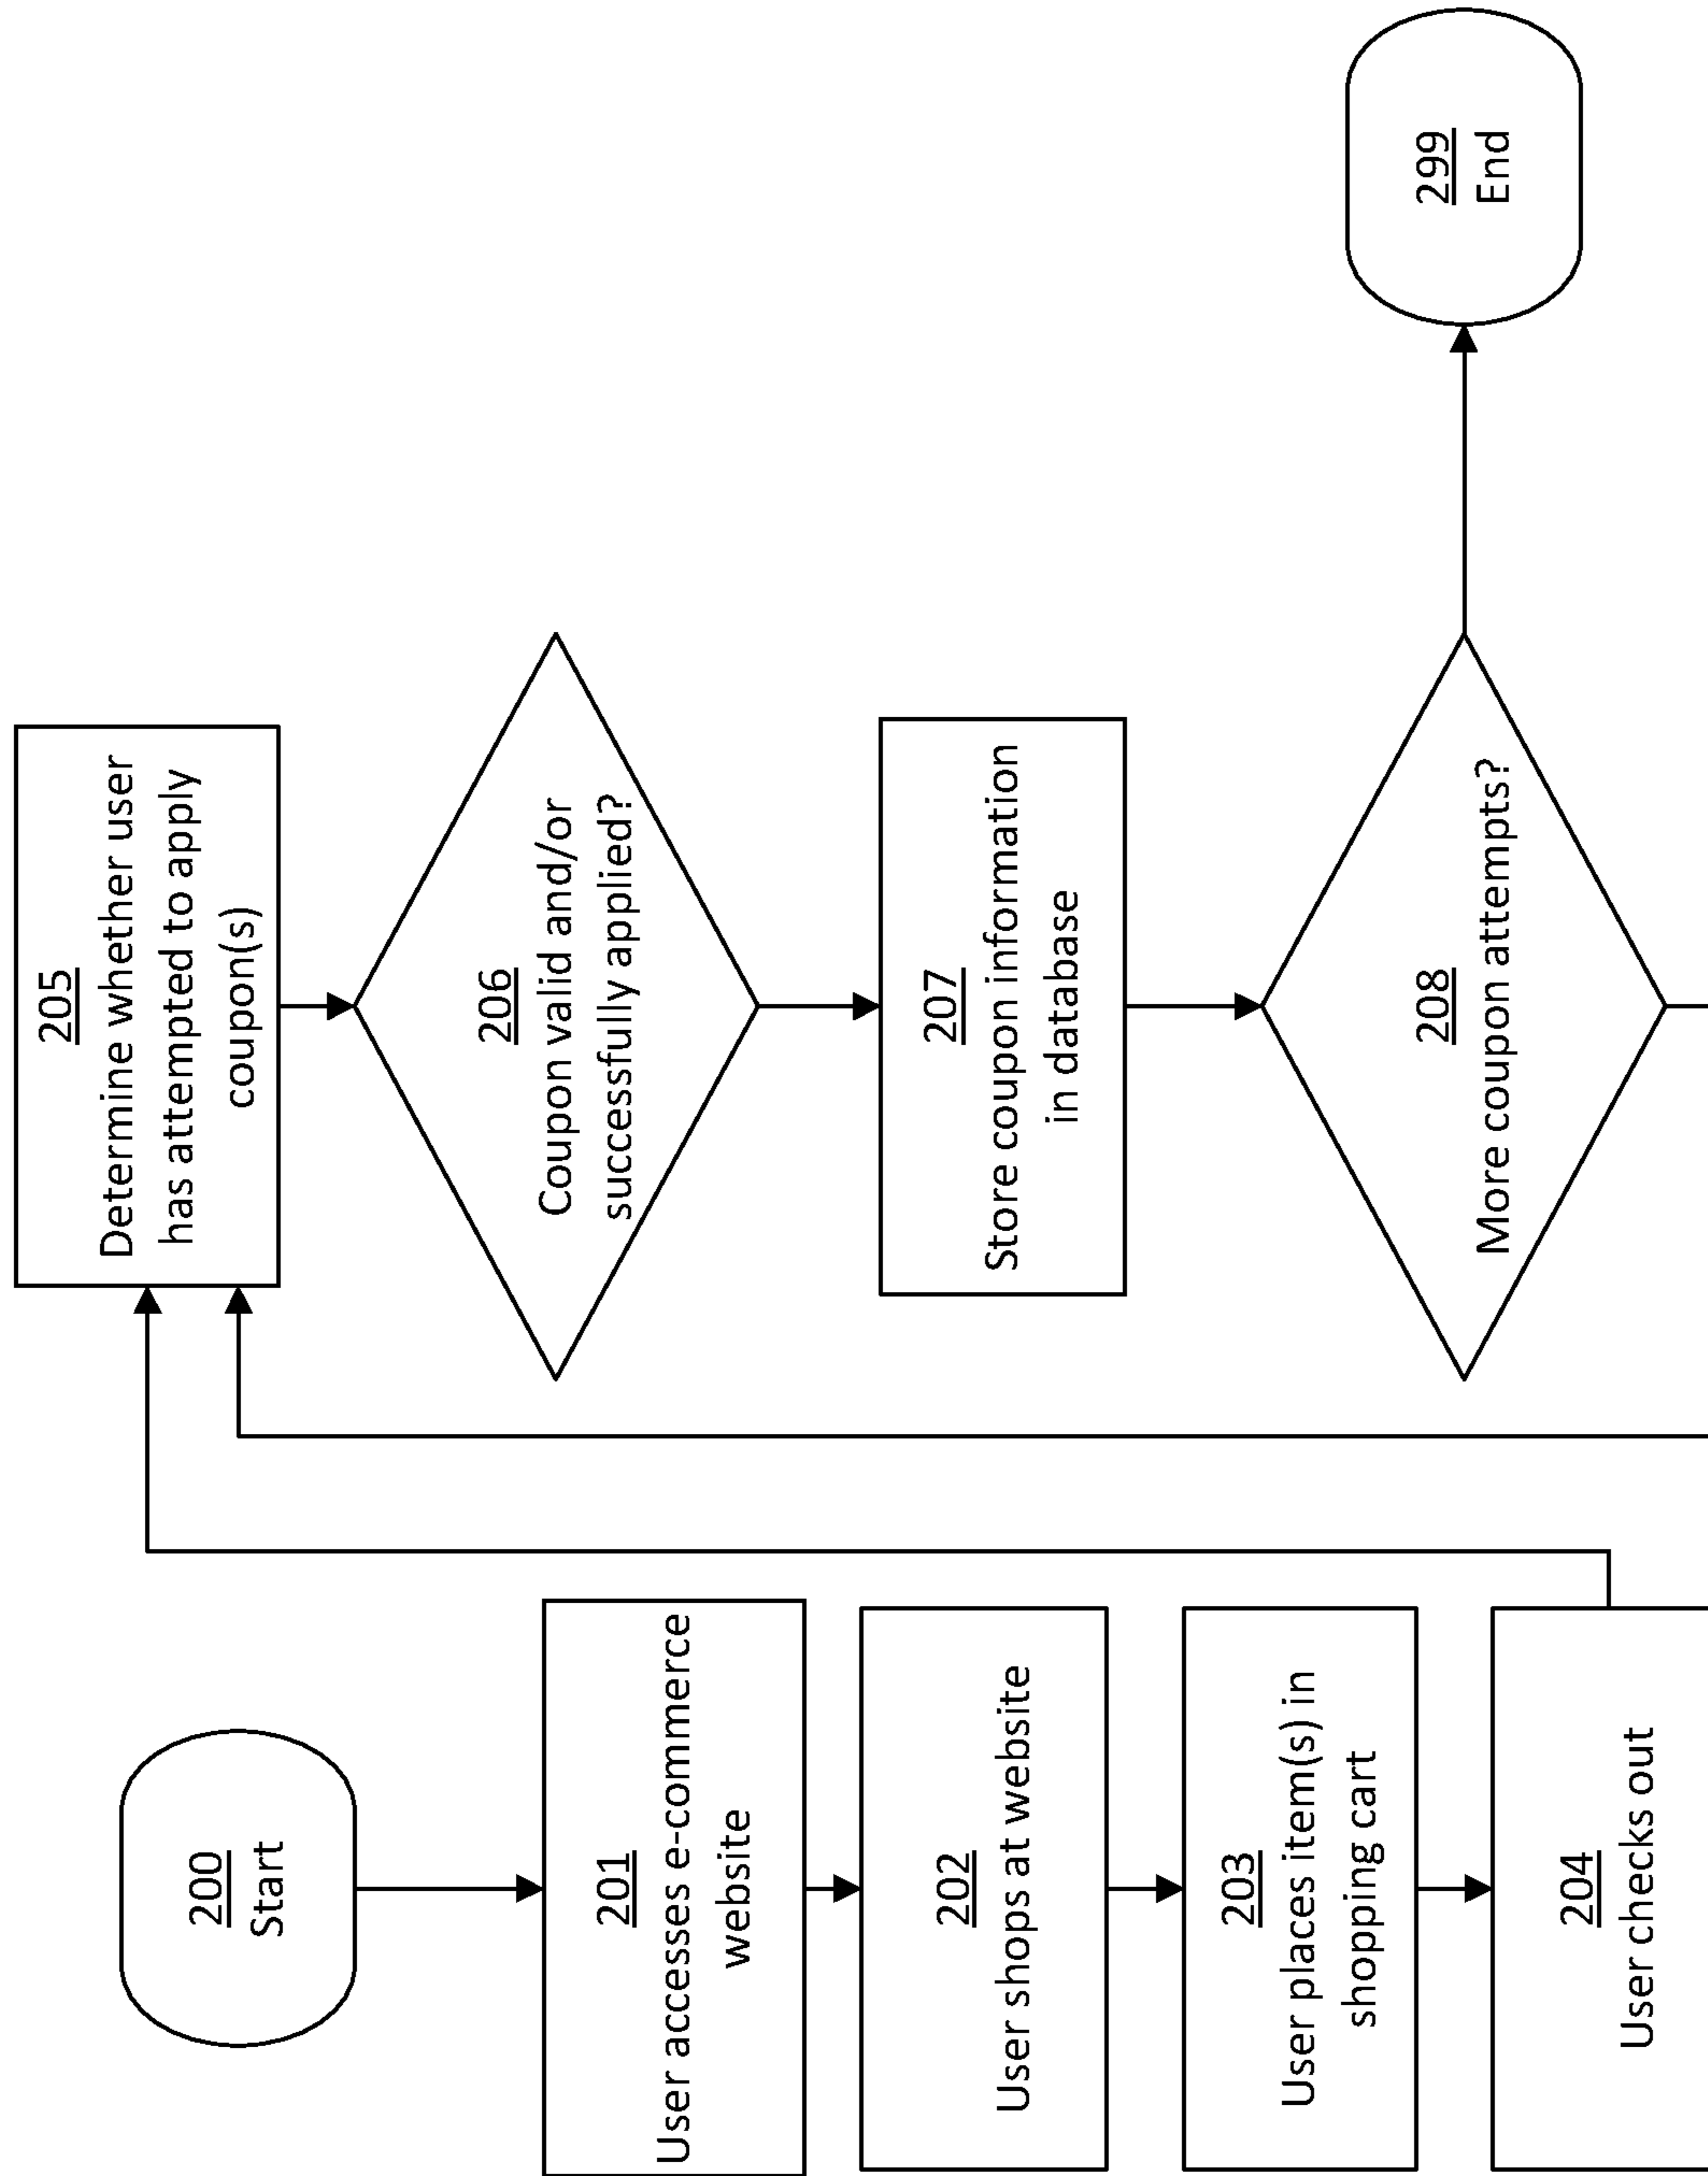 200
Start
201
User accesses e-commerce
website
202
User shops at website
203
User places item(s) in
shopping cart
204
User checks out
205
Determine whether user
has attempted to apply
coupon(s)
206
Coupon valid and/or
successfully applied?
207
Store coupon information
in database
208
More coupon attempts?
299
End